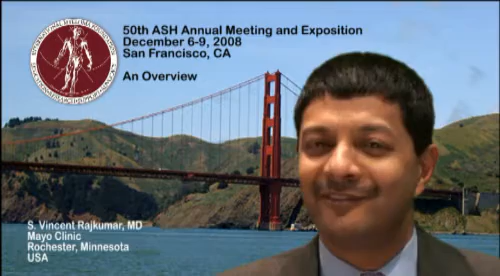 50th ASH Annual Meeting and Exposition
December 6-9, 2008
San Francisco, CA
An Overview
S. Vincent Rajkumar, MD
Mayo Clinic
Rochester, Minnesota
USA